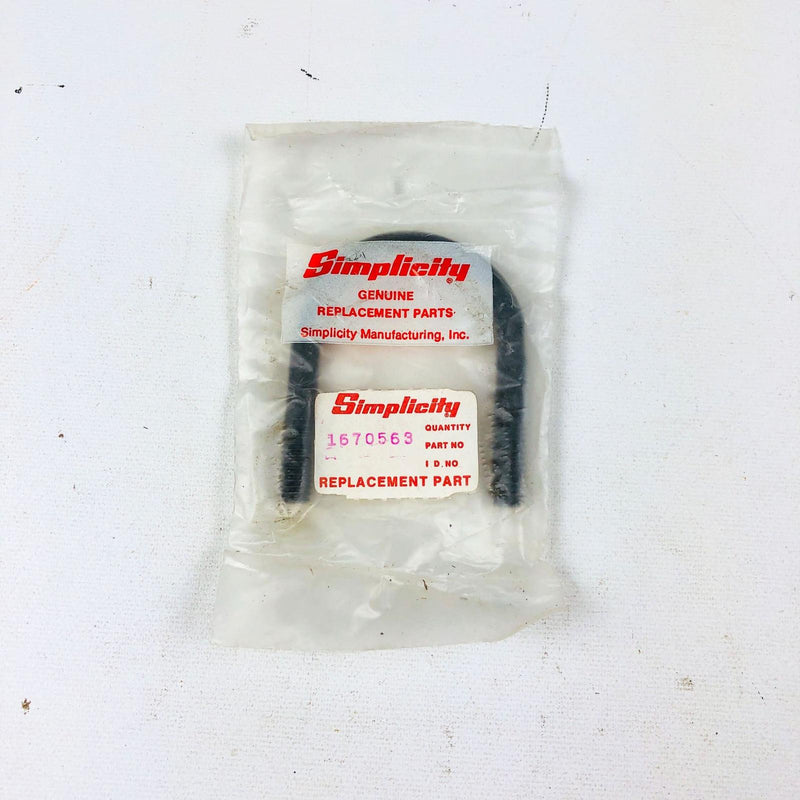 Simplicity®
GENUINE
REPLACEMENT PARTS
Simplicity Manufacturing, Inc.
Simplicity®
QUANTITY
1670563 PART NO
I D. NO
REPLACEMENT PART